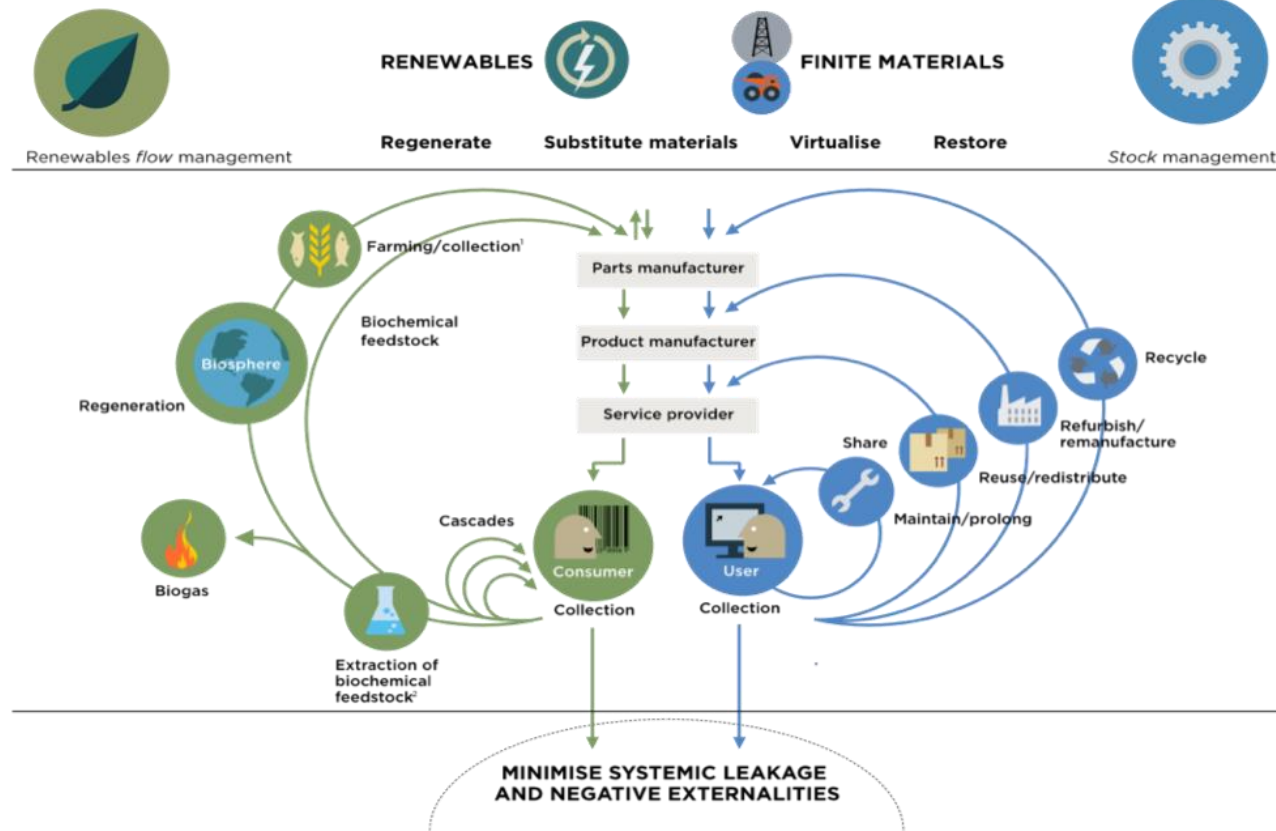 RENEWABLES
FINITE MATERIALS
Regenerate
Substitute materials
Virtualise
Restore
Renewables flow management
Stock management
Farming/collection¹
Parts manufacturer
Biochemical
feedstock
Product manufacturer
Biosphere
Recycle
Regeneration
Service provider
Refurbish/
remanufacture
Share
Reuse/redistribute
Cascades
Maintain/prolong
Consumer
User
Biogas
Collection
Collection
Extraction of
biochemical
feedstock²
MINIMISE SYSTEMIC LEAKAGE
AND NEGATIVE EXTERNALITIES